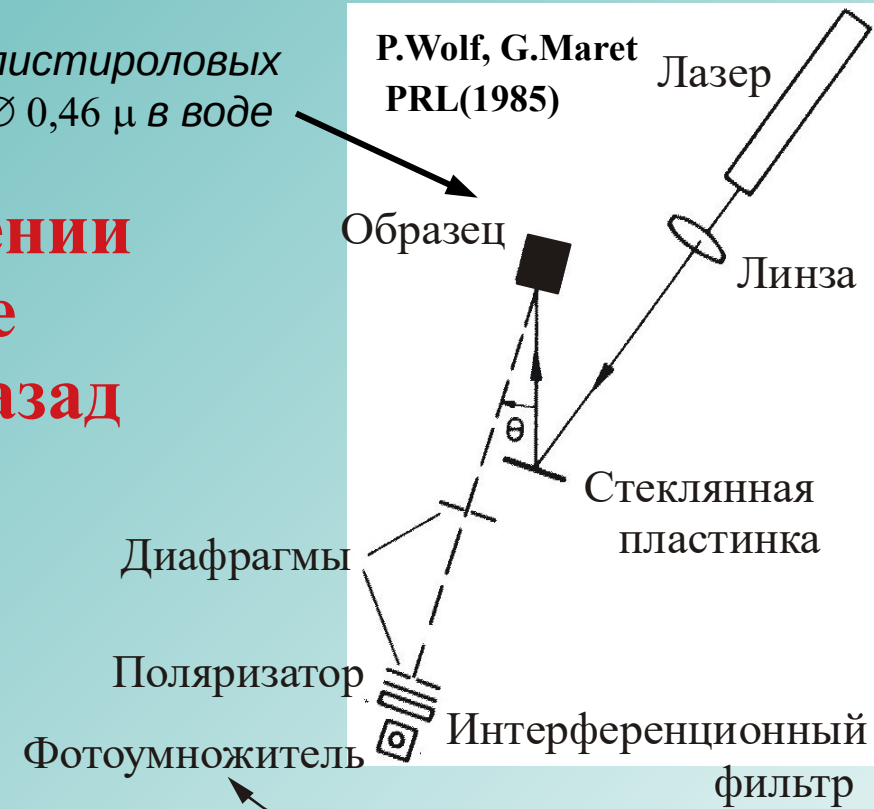 листироловых
∅ 0,46 μ в воде
ении
е
азад
P.Wolf, G.Maret
PRL(1985)
Лазер
Образец
Линза
θ
Стеклянная
пластинка
Диафрагмы
Поляризатор
Интерференционный
фильтр
Фотоумножитель